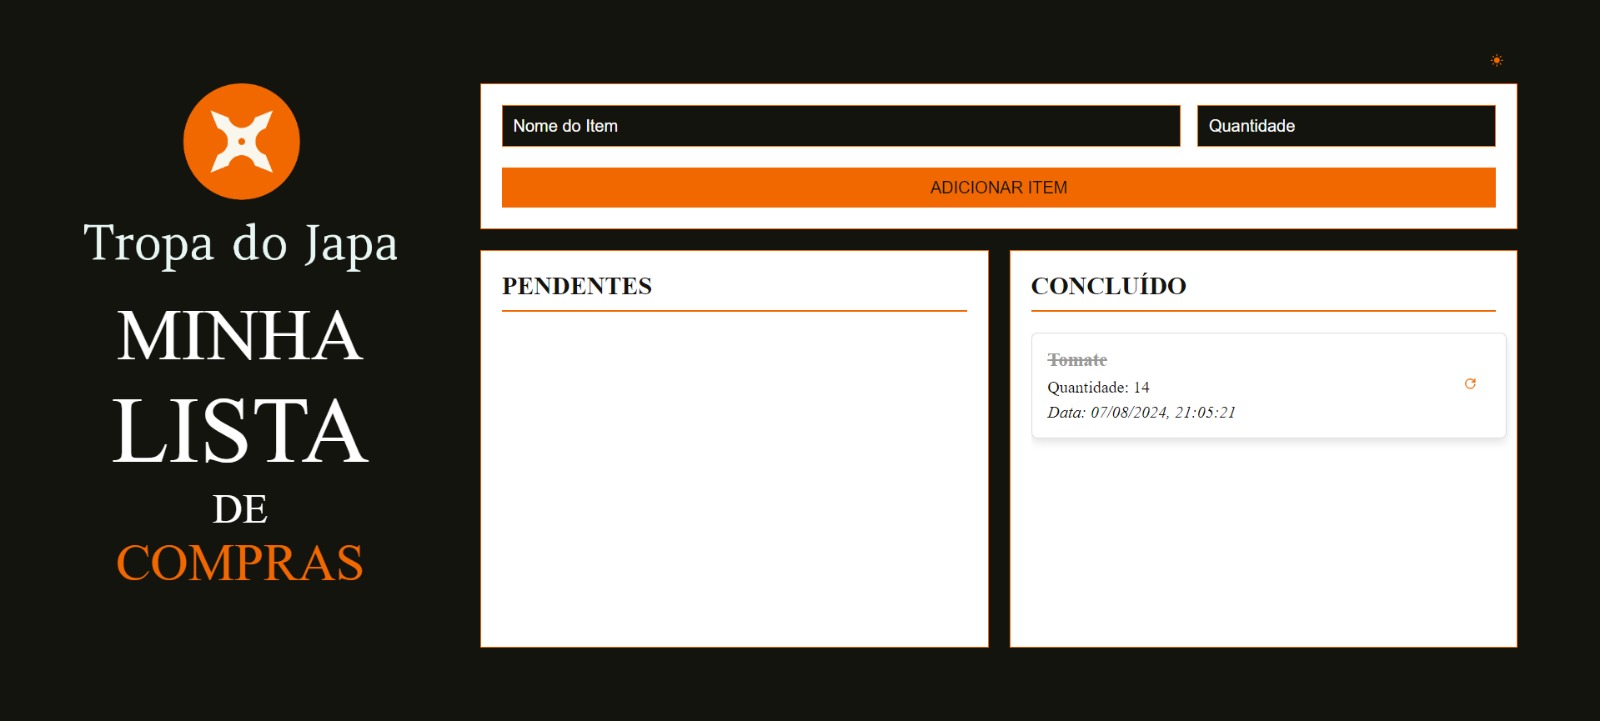 Tropa do Japa
MINHA
LISTA
DE
COMPRAS
Nome do Item
Quantidade
ADICIONAR ITEM
PENDENTES
CONCLUÍDO
Tomate
Quantidade: 14
Data: 07/08/2024, 21:05:21